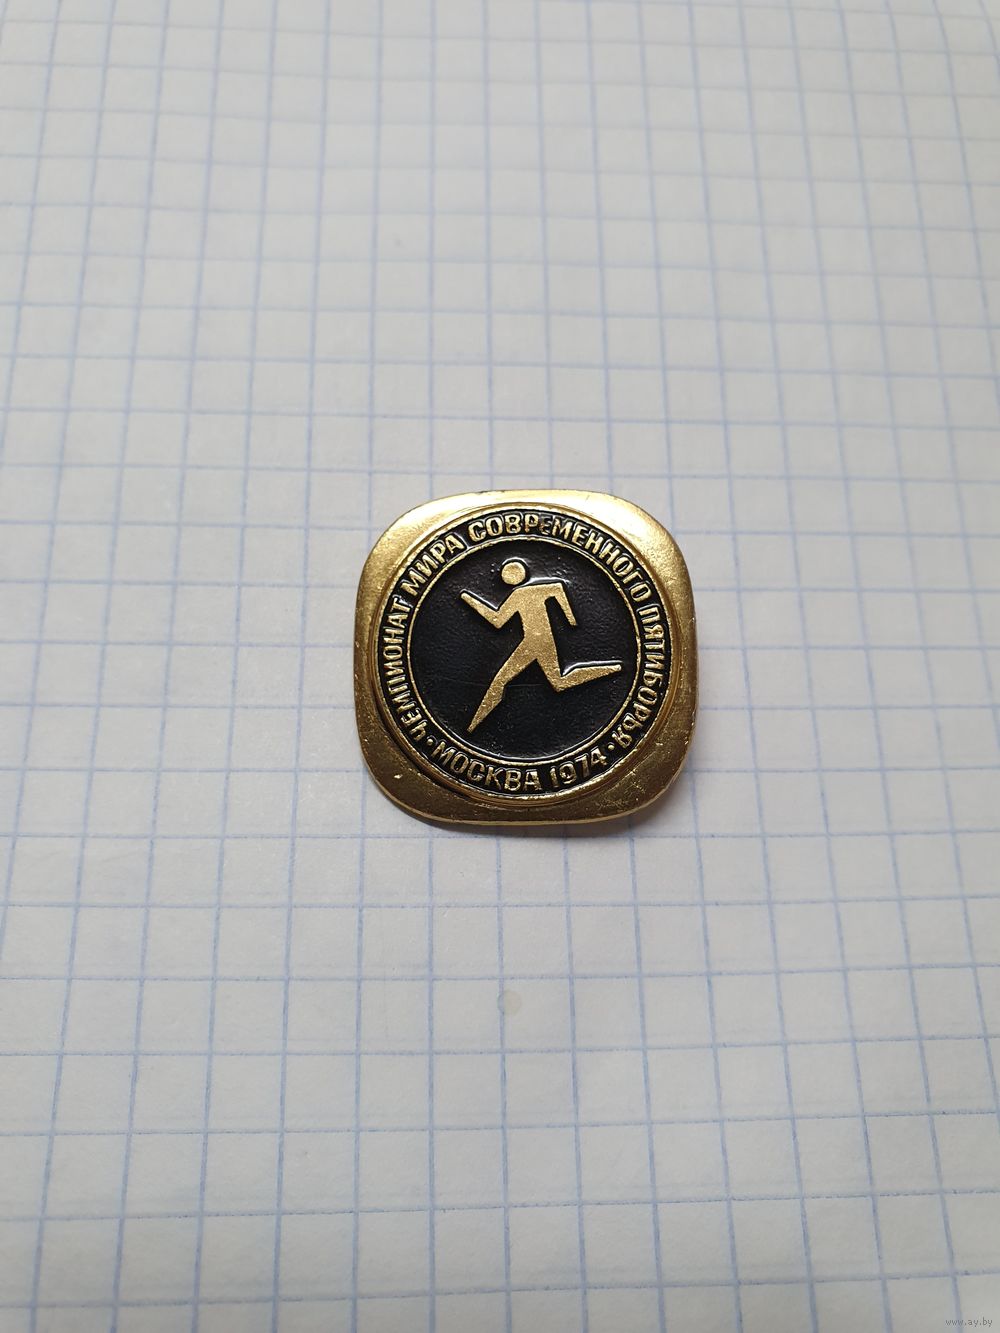 ЧЕМПИОНАТ МИРА СОВРЕМЕННОГО ПЯТИБОРЬЯ
• МОСКВА 1974 •
www.ay.by